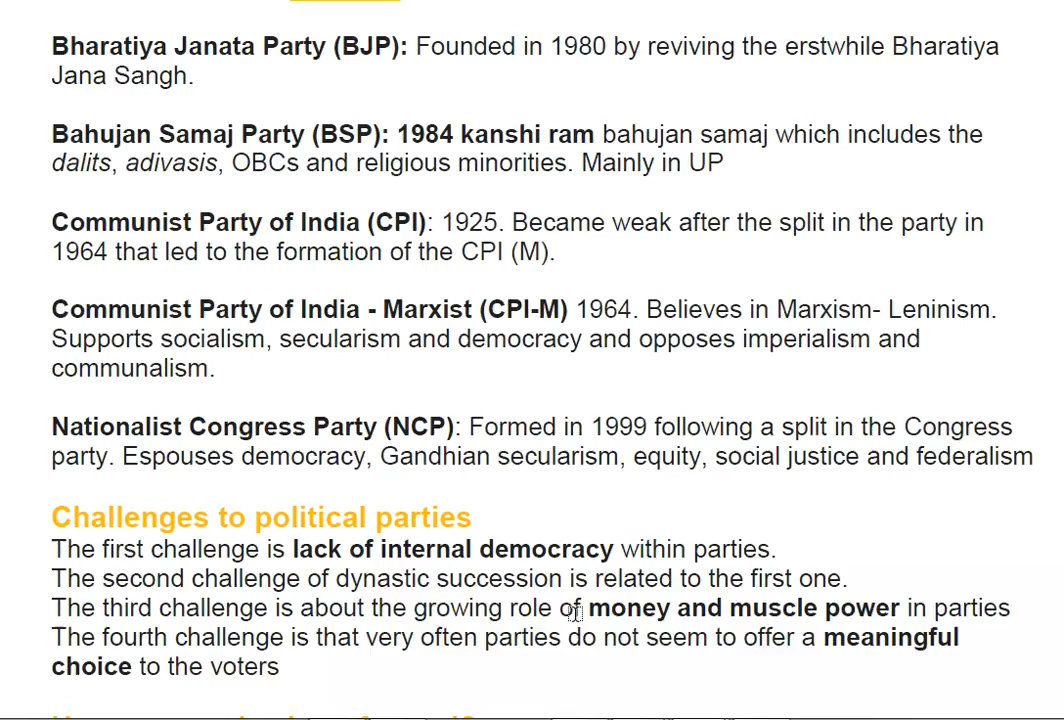 Bharatiya Janata Party (BJP): Founded in 1980 by reviving the erstwhile Bharatiya
Jana Sangh.
Bahujan Samaj Party (BSP): 1984 kanshi ram bahujan samaj which includes the
dalits, adivasis, OBCs and religious minorities. Mainly in UP
Communist Party of India (CPI): 1925. Became weak after the split in the party in
1964 that led to the formation of the CPI (M).
Communist Party of India - Marxist (CPI-M) 1964. Believes in Marxism- Leninism.
Supports socialism, secularism and democracy and opposes imperialism and
communalism.
Nationalist Congress Party (NCP): Formed in 1999 following a split in the Congress
party. Espouses democracy, Gandhian secularism, equity, social justice and federalism
Challenges to political parties
The first challenge is lack of internal democracy within parties.
The second challenge of dynastic succession is related to the first one.
The third challenge is about the growing role of money and muscle power in parties
The fourth challenge is that very often parties do not seem to offer a meaningful
choice to the voters